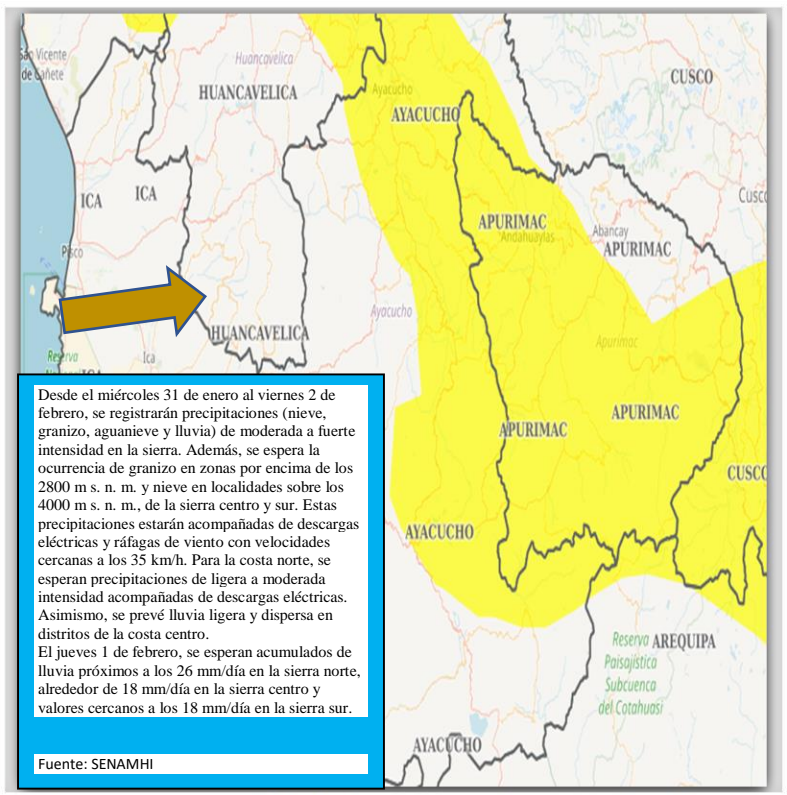 San Vicente
de Cañete
Huancavelica
HUANCAVELICA
Ayacucho
AYACUCHO
CUSCO
ICA
ICA
Cusco
APURIMAC
Andahuaylas
Abancay
APURIMAC
Pisco
Ayacucho
HUANCAVELICA
Apurimac
Reserva
Ica
ICA
APURIMAC
APURIMAC
CUSCO
AYACUCHO
Reserva
Paisajística
Subcuenca
del Cotahuasi
AREQUIPA
AYACUCHO
Desde el miércoles 31 de enero al viernes 2 de
febrero, se registrarán precipitaciones (nieve,
granizo, aguanieve y lluvia) de moderada a fuerte
intensidad en la sierra. Además, se espera la
ocurrencia de granizo en zonas por encima de los
2800 m s. n. m. y nieve en localidades sobre los
4000 m s. n. m., de la sierra centro y sur. Estas
precipitaciones estarán acompañadas de descargas
eléctricas y ráfagas de viento con velocidades
cercanas a los 35 km/h. Para la costa norte, se
esperan precipitaciones de ligera a moderada
intensidad acompañadas de descargas eléctricas.
Asimismo, se prevé lluvia ligera y dispersa en
distritos de la costa centro.
El jueves 1 de febrero, se esperan acumulados de
lluvia próximos a los 26 mm/día en la sierra norte,
alrededor de 18 mm/día en la sierra centro y
valores cercanos a los 18 mm/día en la sierra sur.
Fuente: SENAMHI